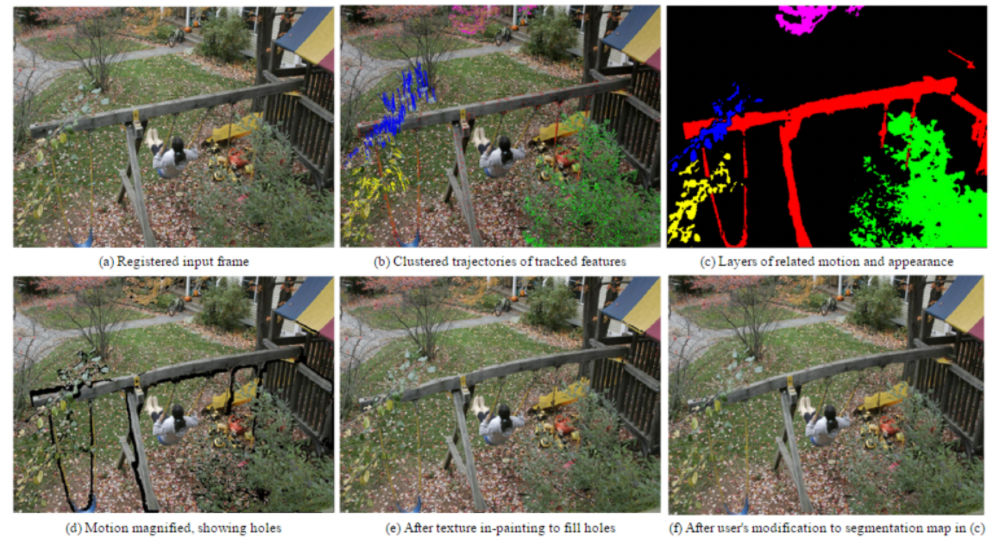 (a) Registered input frame
(b) Clustered trajectories of tracked features
(c) Layers of related motion and appearance
(d) Motion magnified, showing holes
(e) After texture in-painting to fill holes
(f) After user's modification to segmentation map in (c)